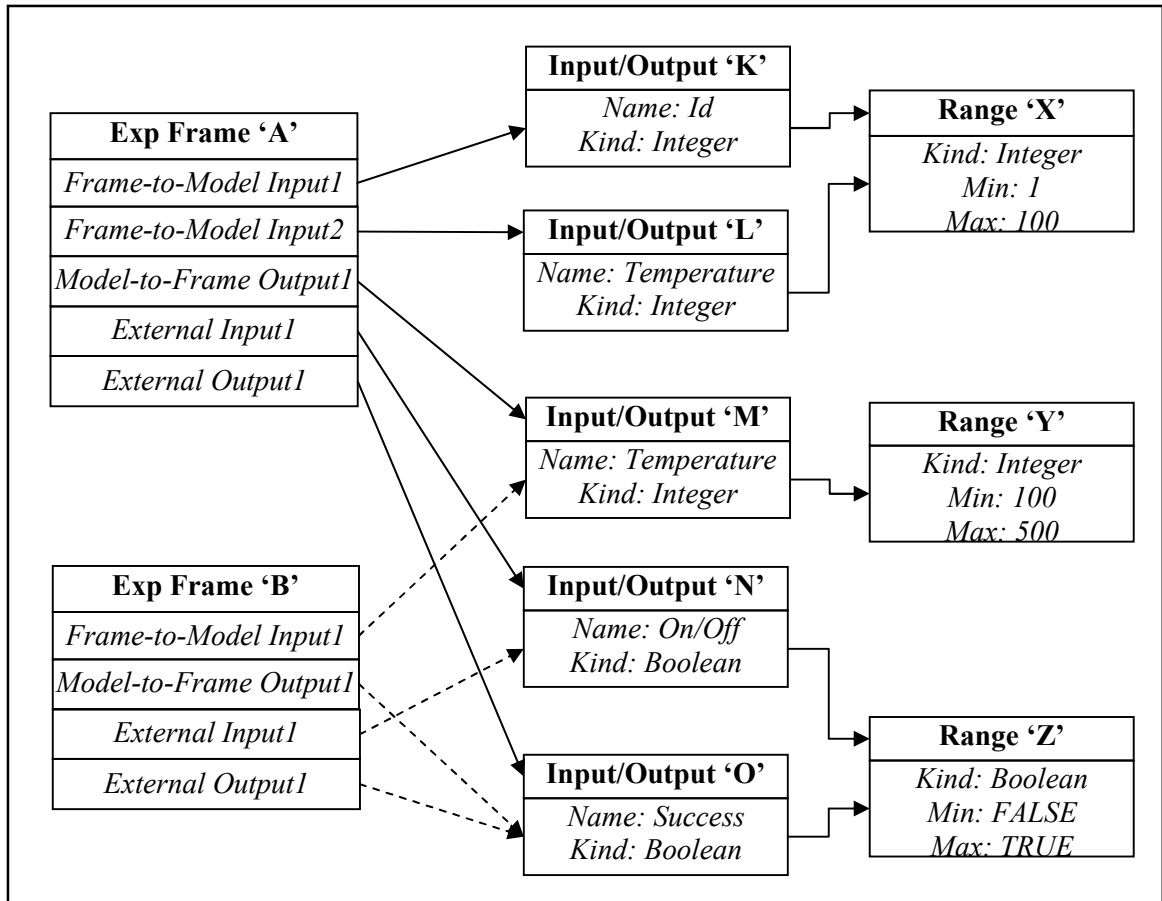 Exp Frame ‘A’
Frame-to-Model Input1
Frame-to-Model Input2
Model-to-Frame Output1
External Input1
External Output1
Exp Frame ‘B’
Frame-to-Model Input1
Model-to-Frame Output1
External Input1
External Output1
Input/Output ‘K’
Name: Id
Kind: Integer
Input/Output ‘L’
Name: Temperature
Kind: Integer
Input/Output ‘M’
Name: Temperature
Kind: Integer
Input/Output ‘N’
Name: On/Off
Kind: Boolean
Input/Output ‘O’
Name: Success
Kind: Boolean
Range ‘X’
Kind: Integer
Min: 1
Max: 100
Range ‘Y’
Kind: Integer
Min: 100
Max: 500
Range ‘Z’
Kind: Boolean
Min: FALSE
Max: TRUE